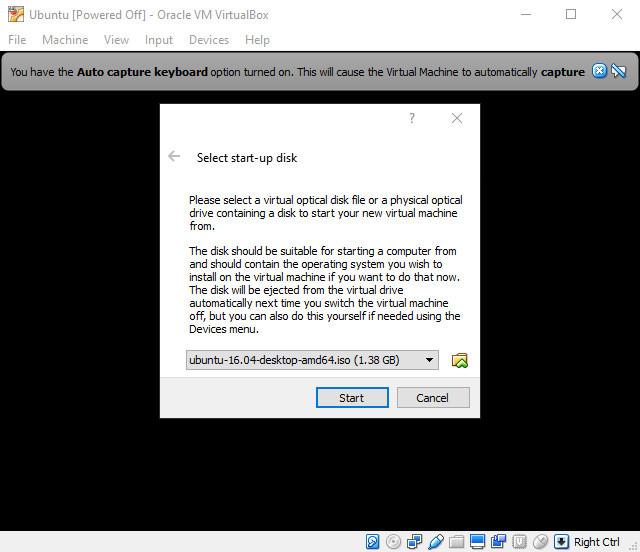 Ubuntu [Powered Off] - Oracle VM VirtualBox
File Machine View Input Devices Help
You have the Auto capture keyboard option turned on. This will cause the Virtual Machine to automatically capture
?
Select start-up disk
Please select a virtual optical disk file or a physical optical
drive containing a disk to start your new virtual machine
from.
The disk should be suitable for starting a computer from
and should contain the operating system you wish to
install on the virtual machine if you want to do that now.
The disk will be ejected from the virtual drive
automatically next time you switch the virtual machine
off, but you can also do this yourself if needed using the
Devices menu.
ubuntu-16.04-desktop-amd64.iso (1.38 GB)
Start Cancel
Right Ctrl